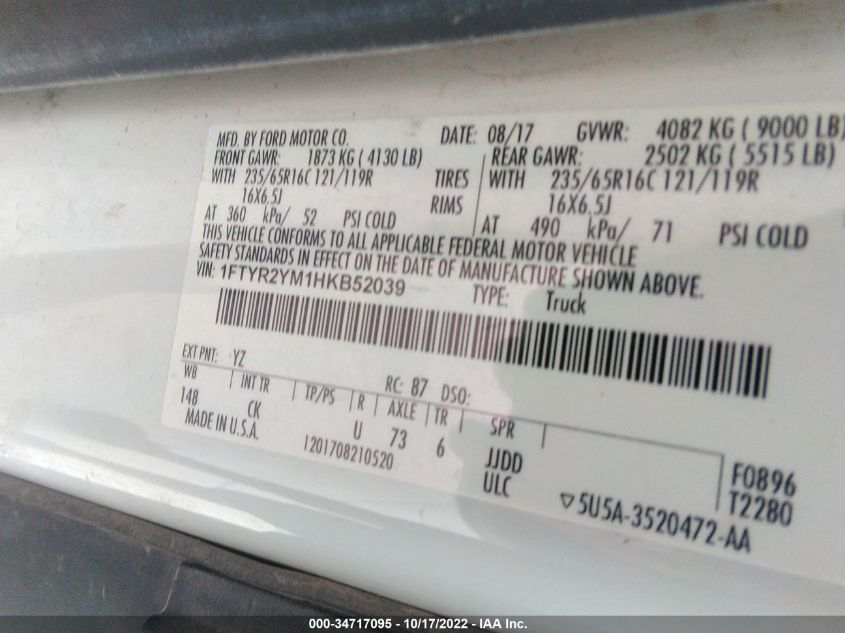 MFD. BY FORD MOTOR CO. DATE: 08/17 GVWR: 4082 KG ( 9000 LB)
FRONT GAWR: 1873 KG ( 4130 LB) REAR GAWR: 2502 KG ( 5515 LB)
WITH 235/65R16C 121/119R TIRES WITH 235/65R16C 121/119R
16X6.5J RIMS 16X6.5J
AT 360 kPa/ 52 PSI COLD AT 490 kPa/ 71 PSI COLD
THIS VEHICLE CONFORMS TO ALL APPLICABLE FEDERAL MOTOR VEHICLE
SAFETY STANDARDS IN EFFECT ON THE DATE OF MANUFACTURE SHOWN ABOVE.
VIN: 1FTYR2YM1HKB52039 TYPE: Truck
EXT PNT: YZ RC: 87 DSO:
WB INT TR TP/PS R AXLE TR SPR
148 CK U 73 6 JJDD F0896
MADE IN U.S.A. 1201708210520 ULC T2280
▽5U5A-3520472-AA
000-34717095 - 10/17/2022 - IAA Inc.